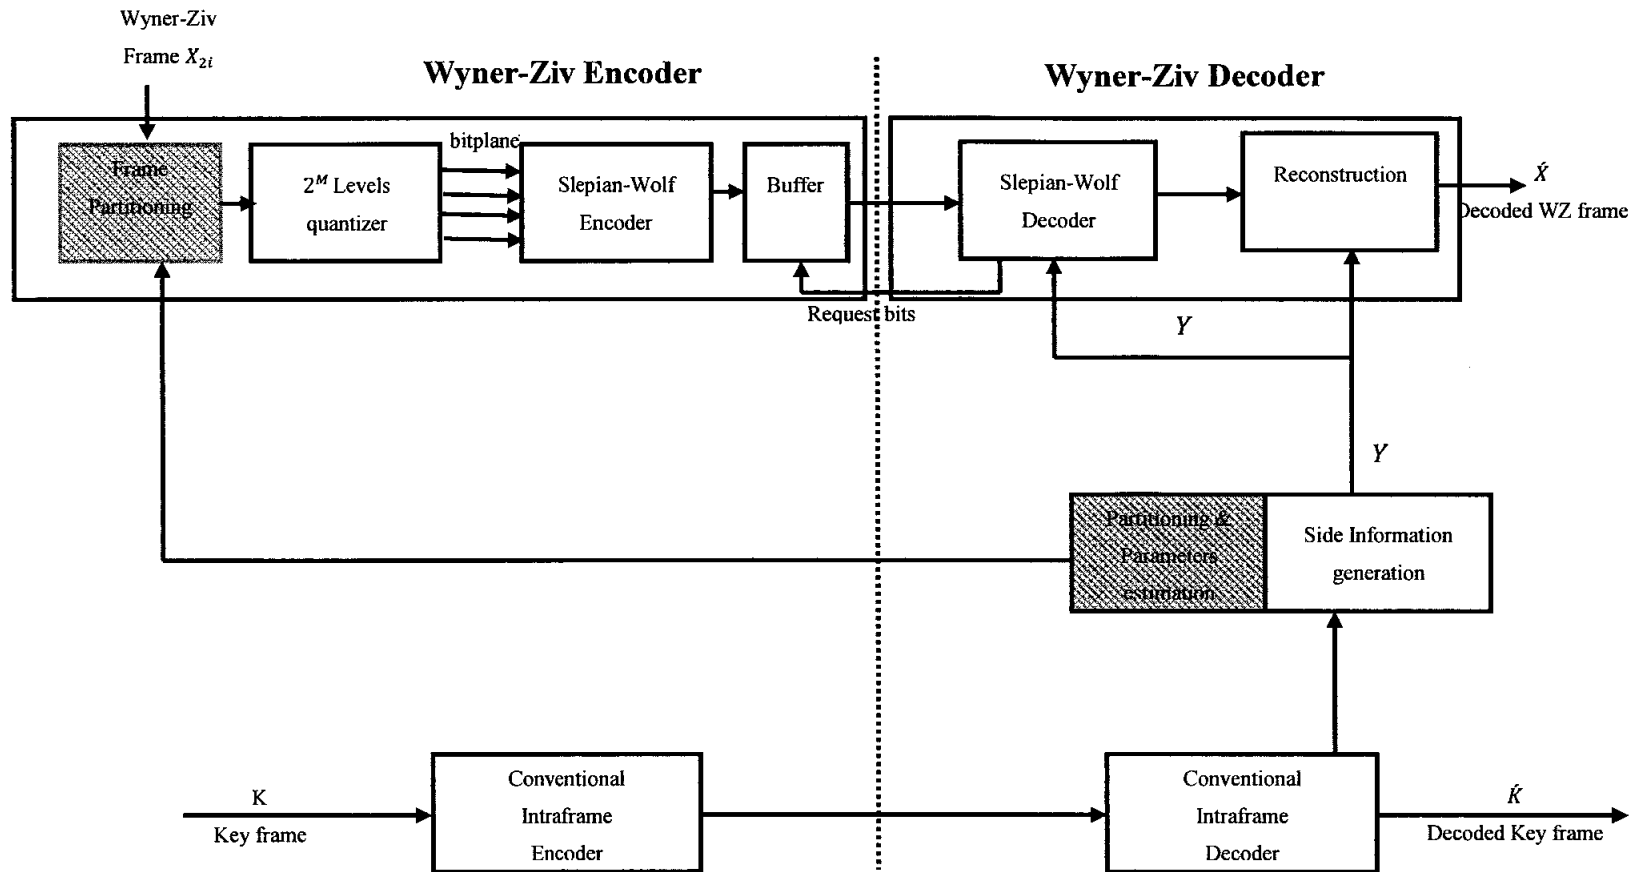 Wyner-Ziv
Frame X₂ᵢ
Wyner-Ziv Encoder
Wyner-Ziv Decoder
bitplane
Frame
Partitioning
2ᴹ Levels
quantizer
Slepian-Wolf
Encoder
Buffer
Slepian-Wolf
Decoder
Reconstruction
X́
Decoded WZ frame
Request bits
Y
Y
Partitioning &
Parameters
estimation
Side Information
generation
K
Key frame
Conventional
Intraframe
Encoder
Conventional
Intraframe
Decoder
Ḱ
Decoded Key frame